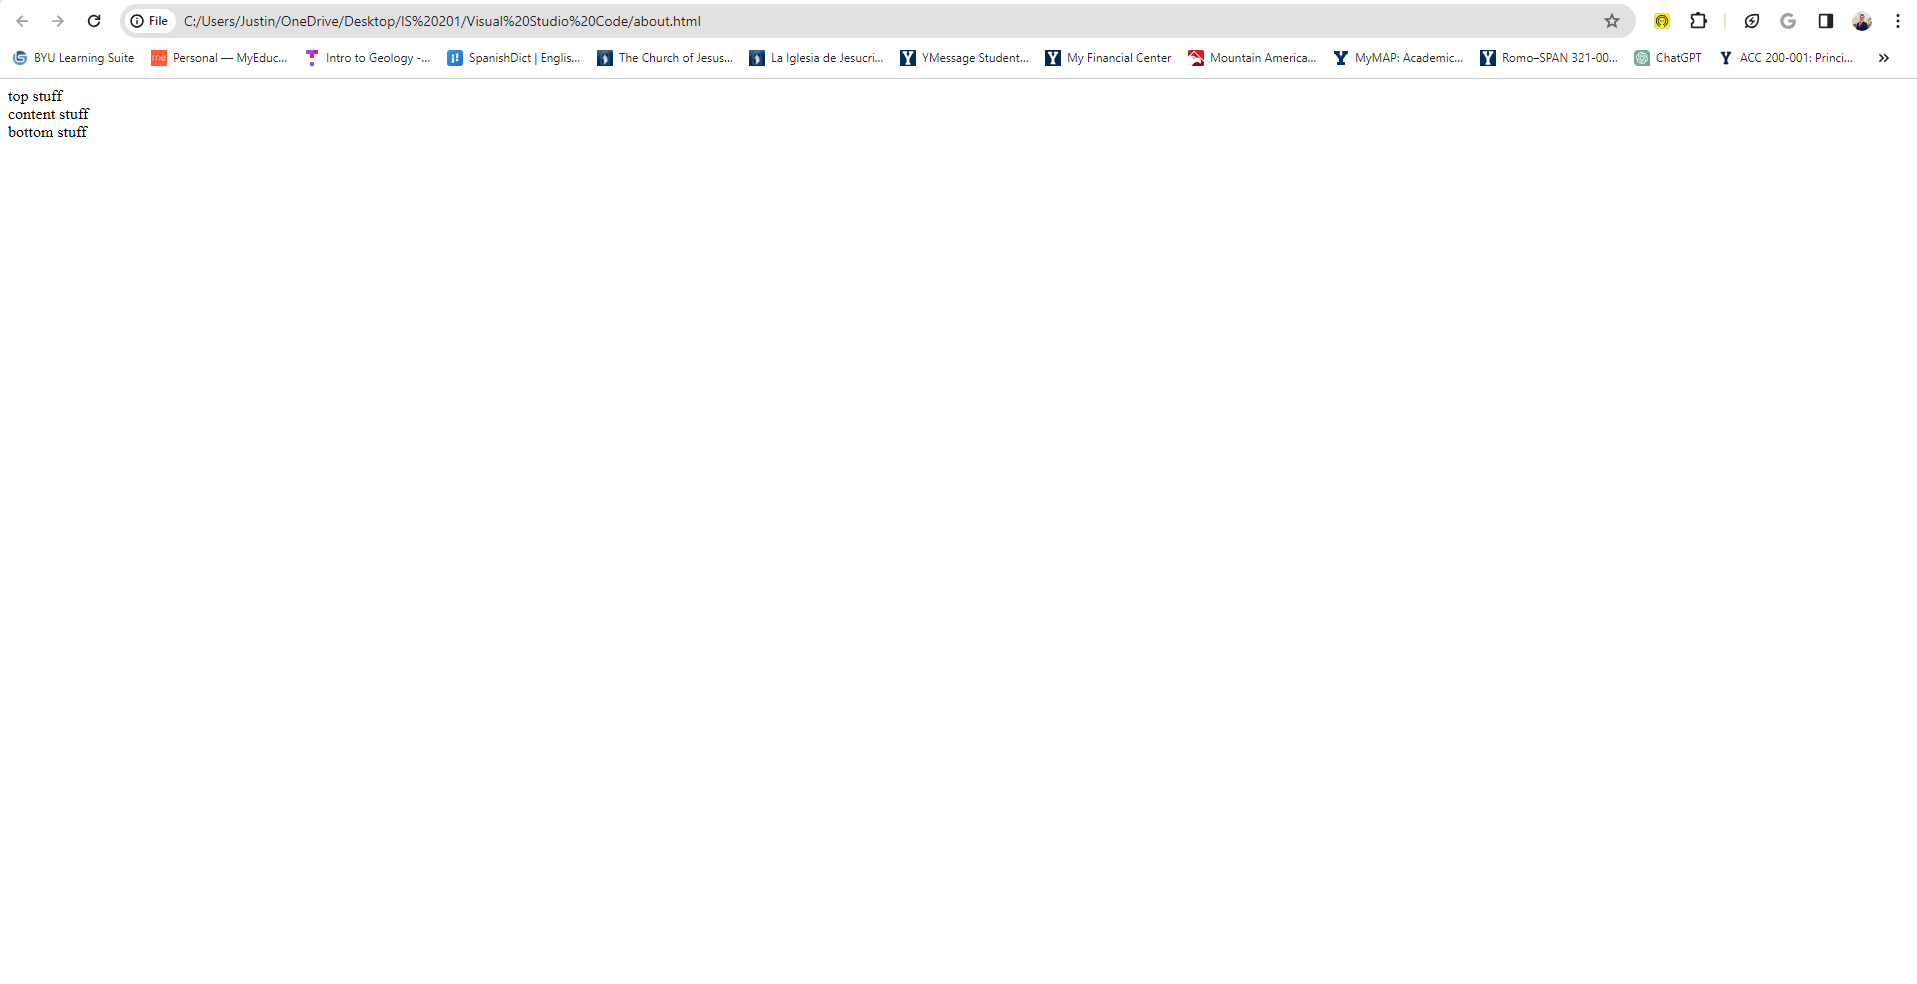 File C:/Users/Justin/OneDrive/Desktop/IS%20201/Visual%20Studio%20Code/about.html
BYU Learning Suite me Personal — MyEduc... Intro to Geology -... SpanishDict | Englis... The Church of Jesus... La Iglesia de Jesucri... YMessage Student... My Financial Center Mountain America... MyMAP: Academic... Romo–SPAN 321-00... ChatGPT ACC 200-001: Princi...
top stuff
content stuff
bottom stuff